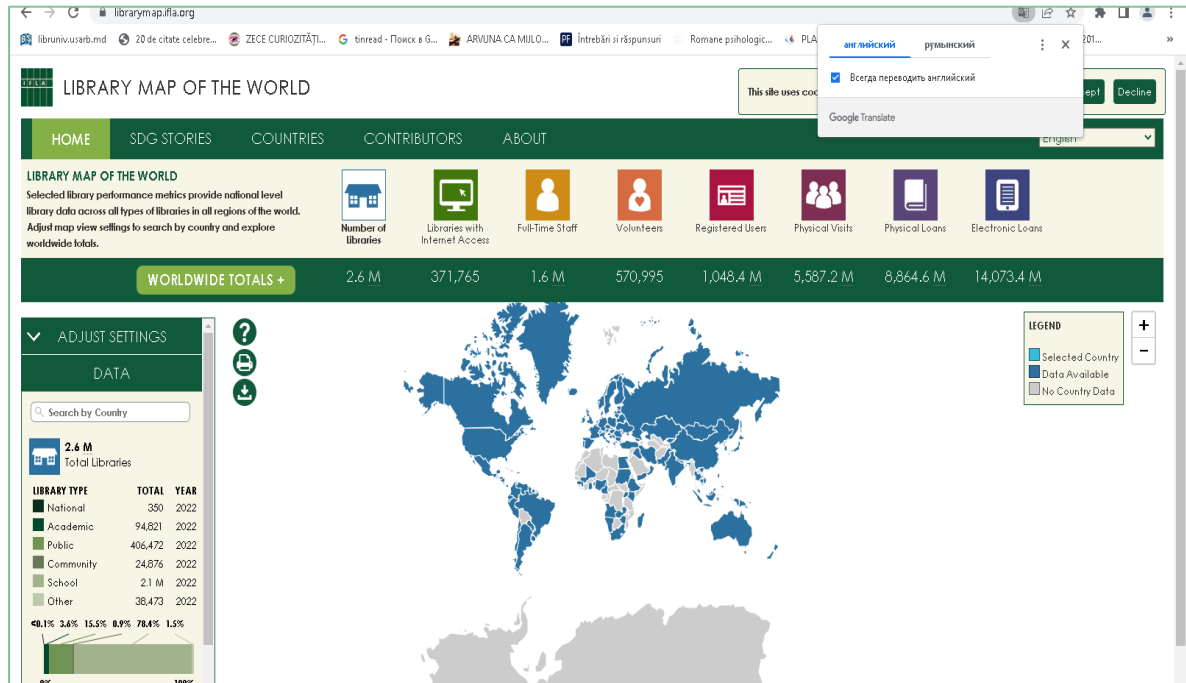 librarymap.ifla.org
libruniv.usarb.md
20 de citate celebre...
ZECE CURIOZITĂȚI...
tinread - Поиск в G...
ARVUNA CA MIJLO...
Întrebări si răspunsuri
Romane psihologic...
PLA
201...
»
английский
румынский
Всегда переводить английский
Google Translate
IFLA
LIBRARY MAP OF THE WORLD
This site uses coo
ept
Decline
HOME
SDG STORIES
COUNTRIES
CONTRIBUTORS
ABOUT
English
LIBRARY MAP OF THE WORLD
Selected library performance metrics provide national level
library data across all types of libraries in all regions of the world.
Adjust map view settings to search by country and explore
worldwide totals.
Number of
Libraries
Libraries with
Internet Access
Full-Time Staff
Volunteers
Registered Users
Physical Visits
Physical Loans
Electronic Loans
WORLDWIDE TOTALS +
2.6 M
371,765
1.6 M
570,995
1,048.4 M
5,587.2 M
8,864.6 M
14,073.4 M
ADJUST SETTINGS
DATA
Search by Country
2.6 M
Total Libraries
LIBRARY TYPE TOTAL YEAR
National 350 2022
Academic 94,821 2022
Public 406,472 2022
Community 24,876 2022
School 2.1 M 2022
Other 38,473 2022
<0.1% 3.6% 15.5% 0.9% 78.4% 1.5%
0% 100%
?
LEGEND
Selected Country
Data Available
No Country Data
+
−